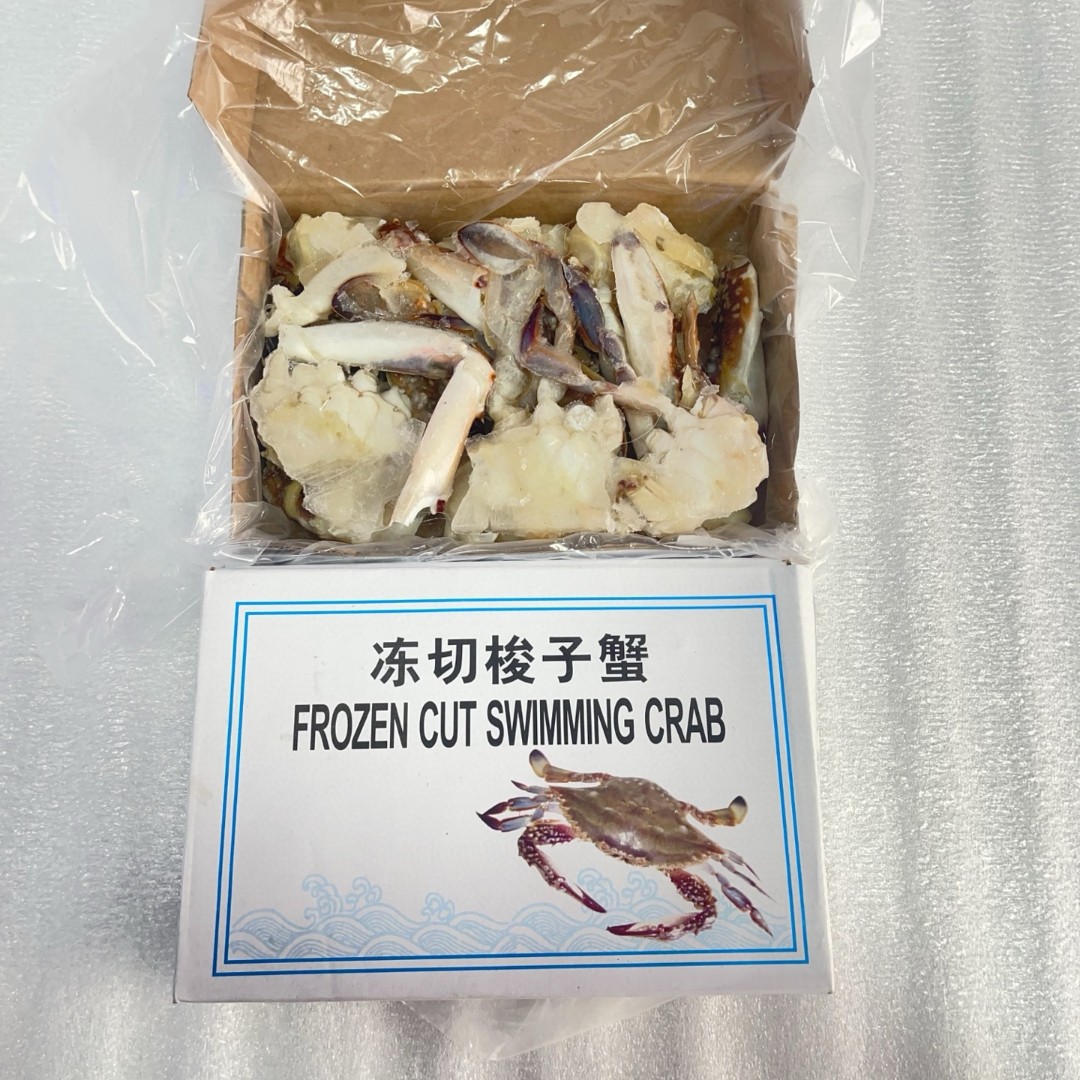 冻切梭子蟹
FROZEN CUT SWIMMING CRAB